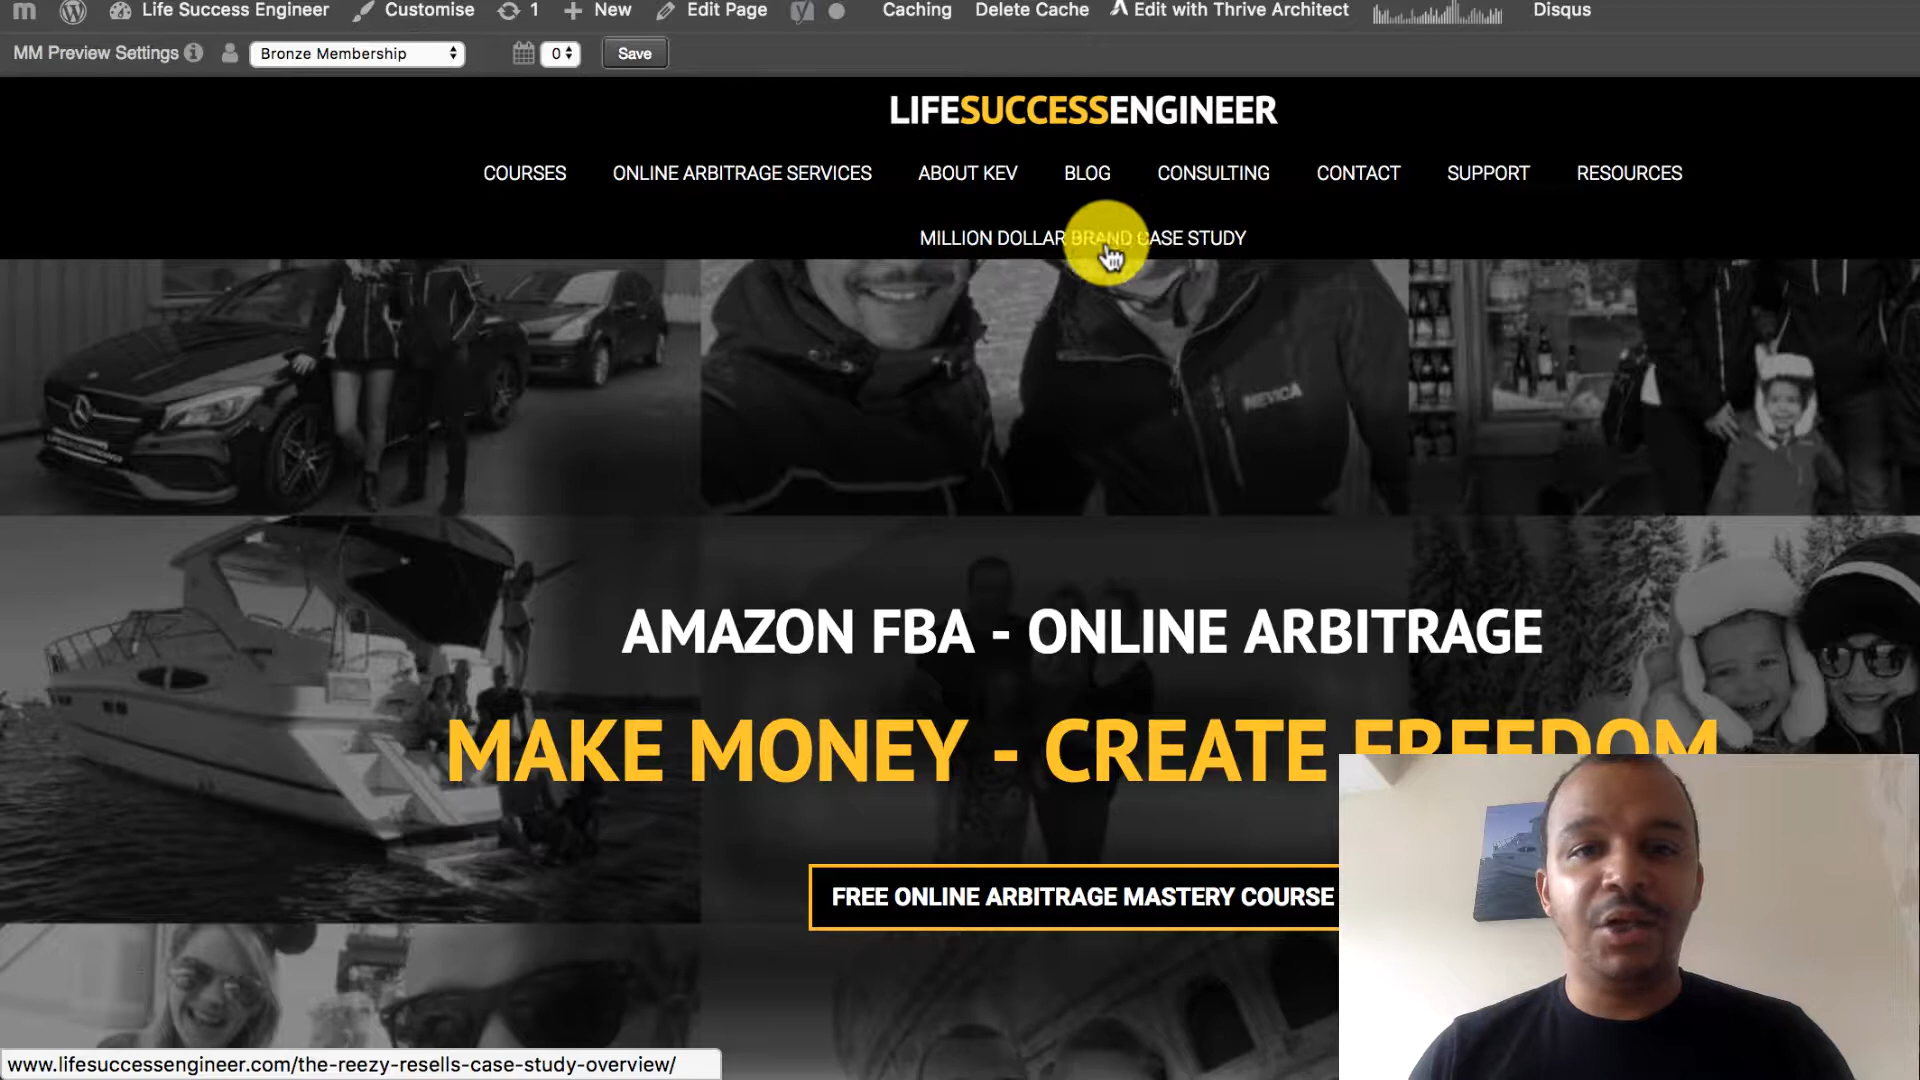 Life Success Engineer Customise 1 New Edit Page Caching Delete Cache Edit with Thrive Architect Disqus
MM Preview Settings Bronze Membership 0 Save
LIFESUCCESSENGINEER
COURSES ONLINE ARBITRAGE SERVICES ABOUT KEV BLOG CONSULTING CONTACT SUPPORT RESOURCES
MILLION DOLLAR BRAND CASE STUDY
NEVICA
AMAZON FBA - ONLINE ARBITRAGE
MAKE MONEY - CREATE FREEDOM
FREE ONLINE ARBITRAGE MASTERY COURSE
www.lifesuccessengineer.com/the-reezy-resells-case-study-overview/